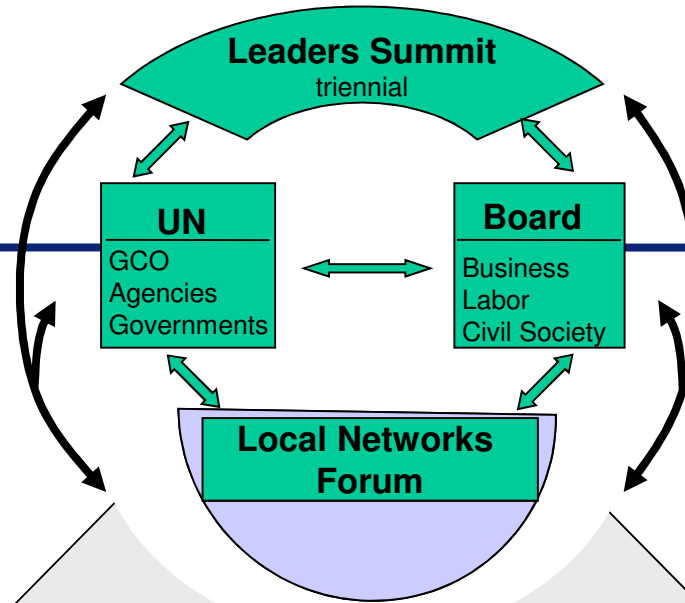 Leaders Summit
triennial
UN
GCO
Agencies
Governments
Board
Business
Labor
Civil Society
Local Networks
Forum